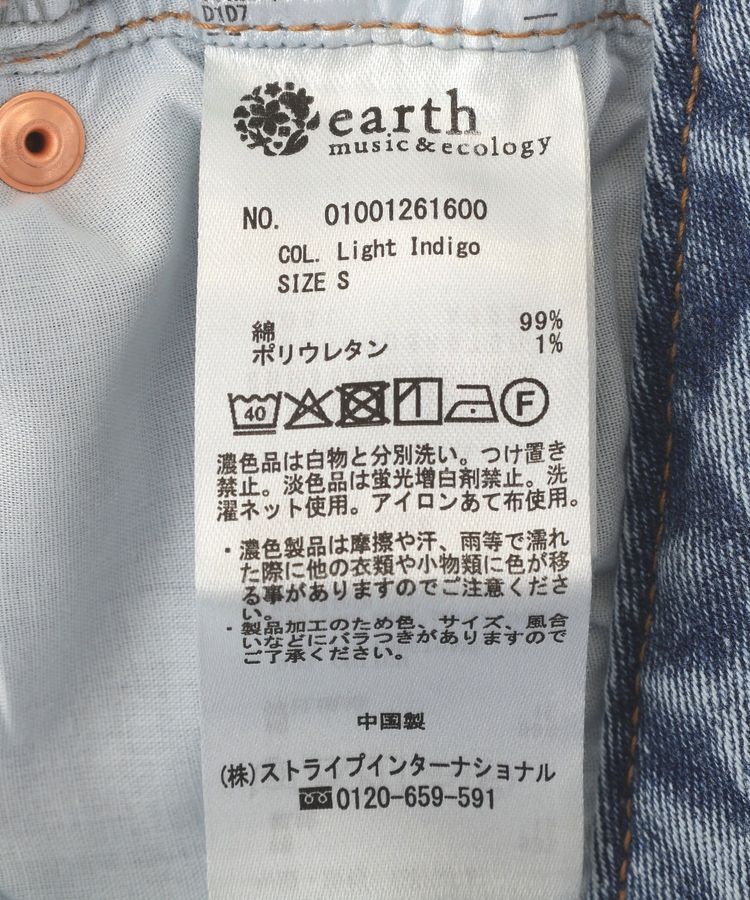 D107
earth
music&ecology
NO. 01001261600
COL. Light Indigo
SIZE S
綿 99%
ポリウレタン 1%
40 F
濃色品は白物と分別洗い。つけ置き
禁止。淡色品は蛍光増白剤禁止。洗
濯ネット使用。アイロンあて布使用。
・濃色製品は摩擦や汗、雨等で濡れ
た際に他の衣類や小物類に色が移
る事がありますのでご注意くださ
い。
・製品加工のため色、サイズ、風合
いなどにバラつきがありますので
ご了承ください。
中国製
(株)ストライプインターナショナル
0120-659-591